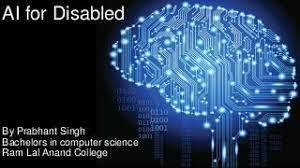 AI for Disabled
By Prabhant Singh
Bachelors in computer science
Ram Lal Anand College